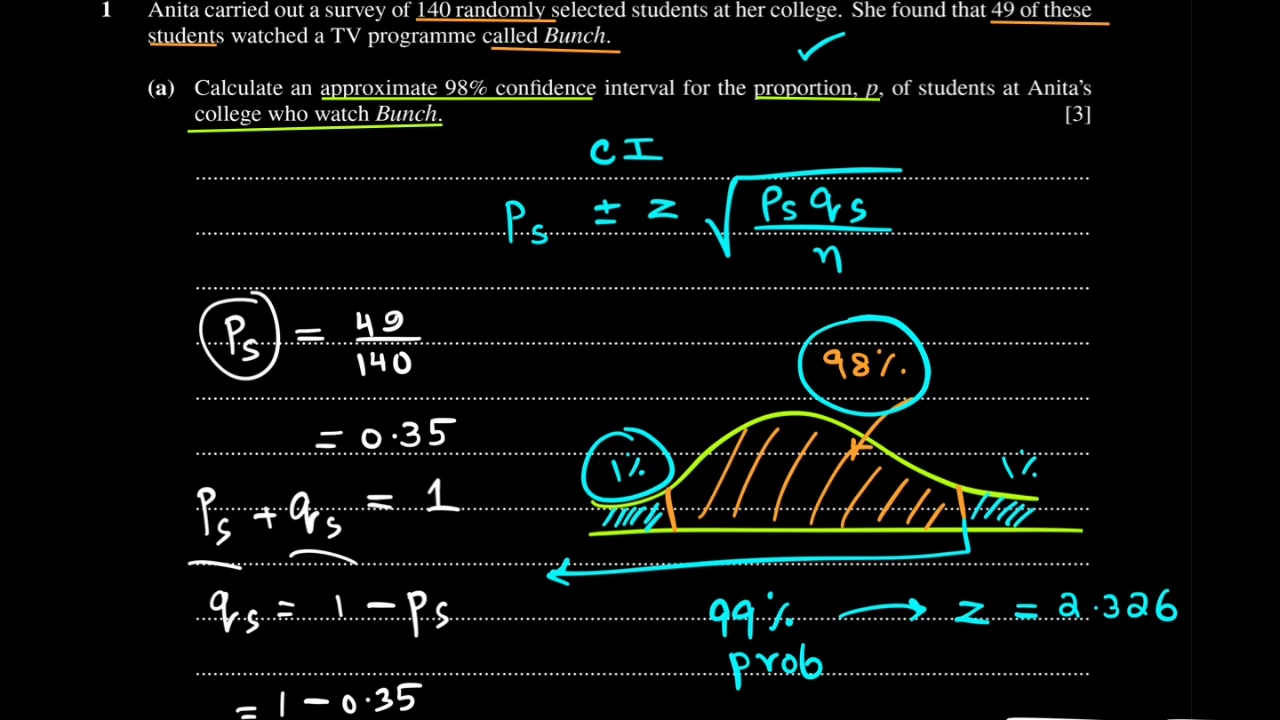 1 Anita carried out a survey of 140 randomly selected students at her college. She found that 49 of these
students watched a TV programme called Bunch.
(a) Calculate an approximate 98% confidence interval for the proportion, p, of students at Anita's
college who watch Bunch. [3]
CI
Ps ± z √(Ps qs / n)
Ps = 49/140
98%
= 0.35
1% 1%
Ps + qs = 1
qs = 1 - Ps
99% → z = 2.326
prob
= 1 - 0.35